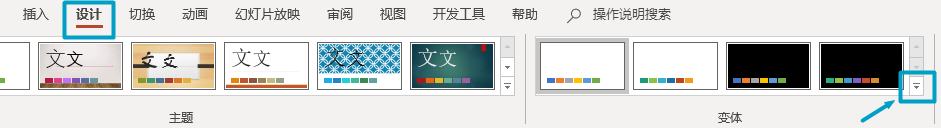 插入 设计 切换 动画 幻灯片放映 审阅 视图 开发工具 帮助 操作说明搜索
文文 文文 文文 文文 文文
主题 变体